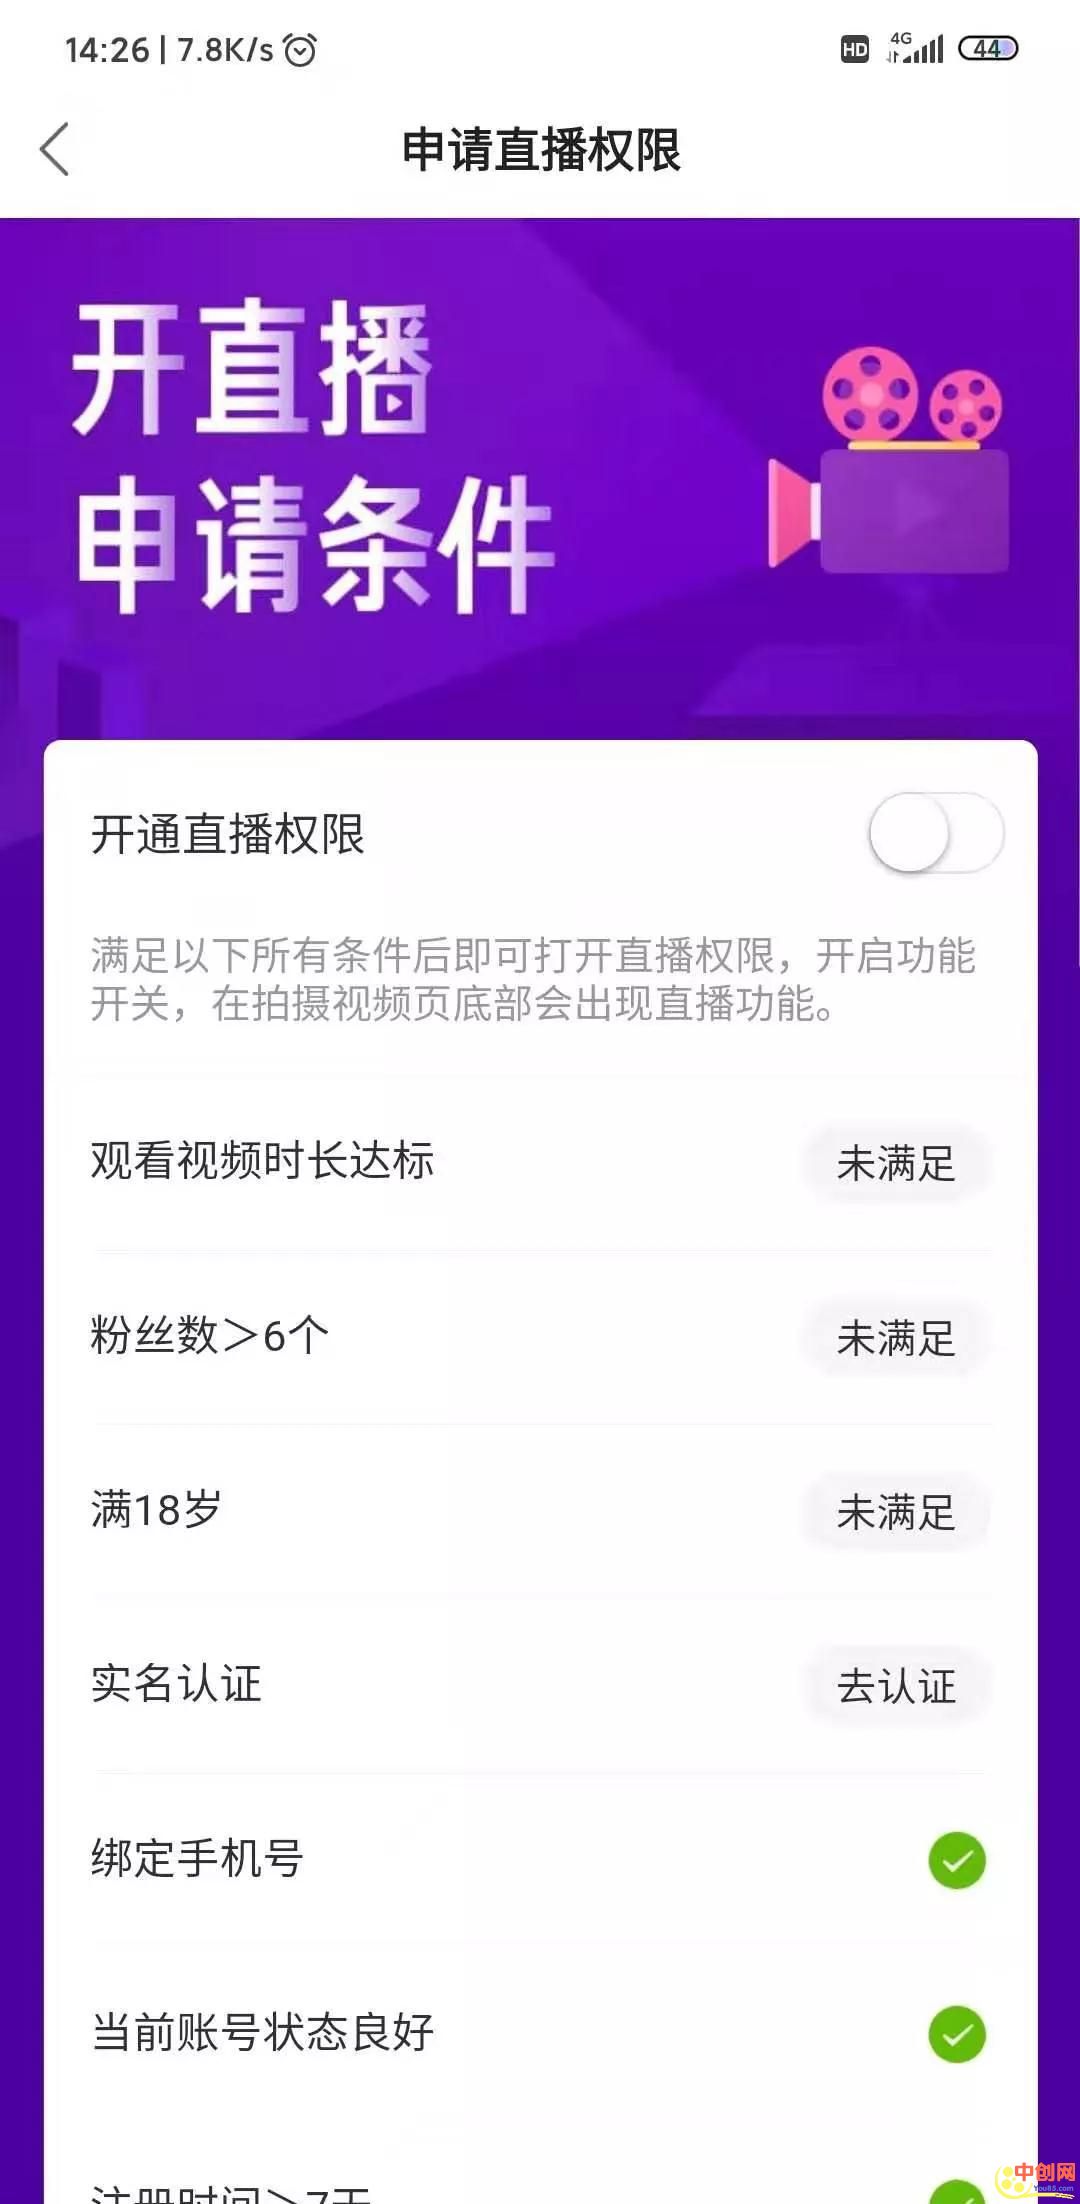 14:26 | 7.8K/s
HD 4G 44
申请直播权限
开直播
申请条件
开通直播权限
满足以下所有条件后即可打开直播权限，开启功能
开关，在拍摄视频页底部会出现直播功能。
观看视频时长达标 未满足
粉丝数＞6个 未满足
满18岁 未满足
实名认证 去认证
绑定手机号
当前账号状态良好
注册时间＞7天
中创网